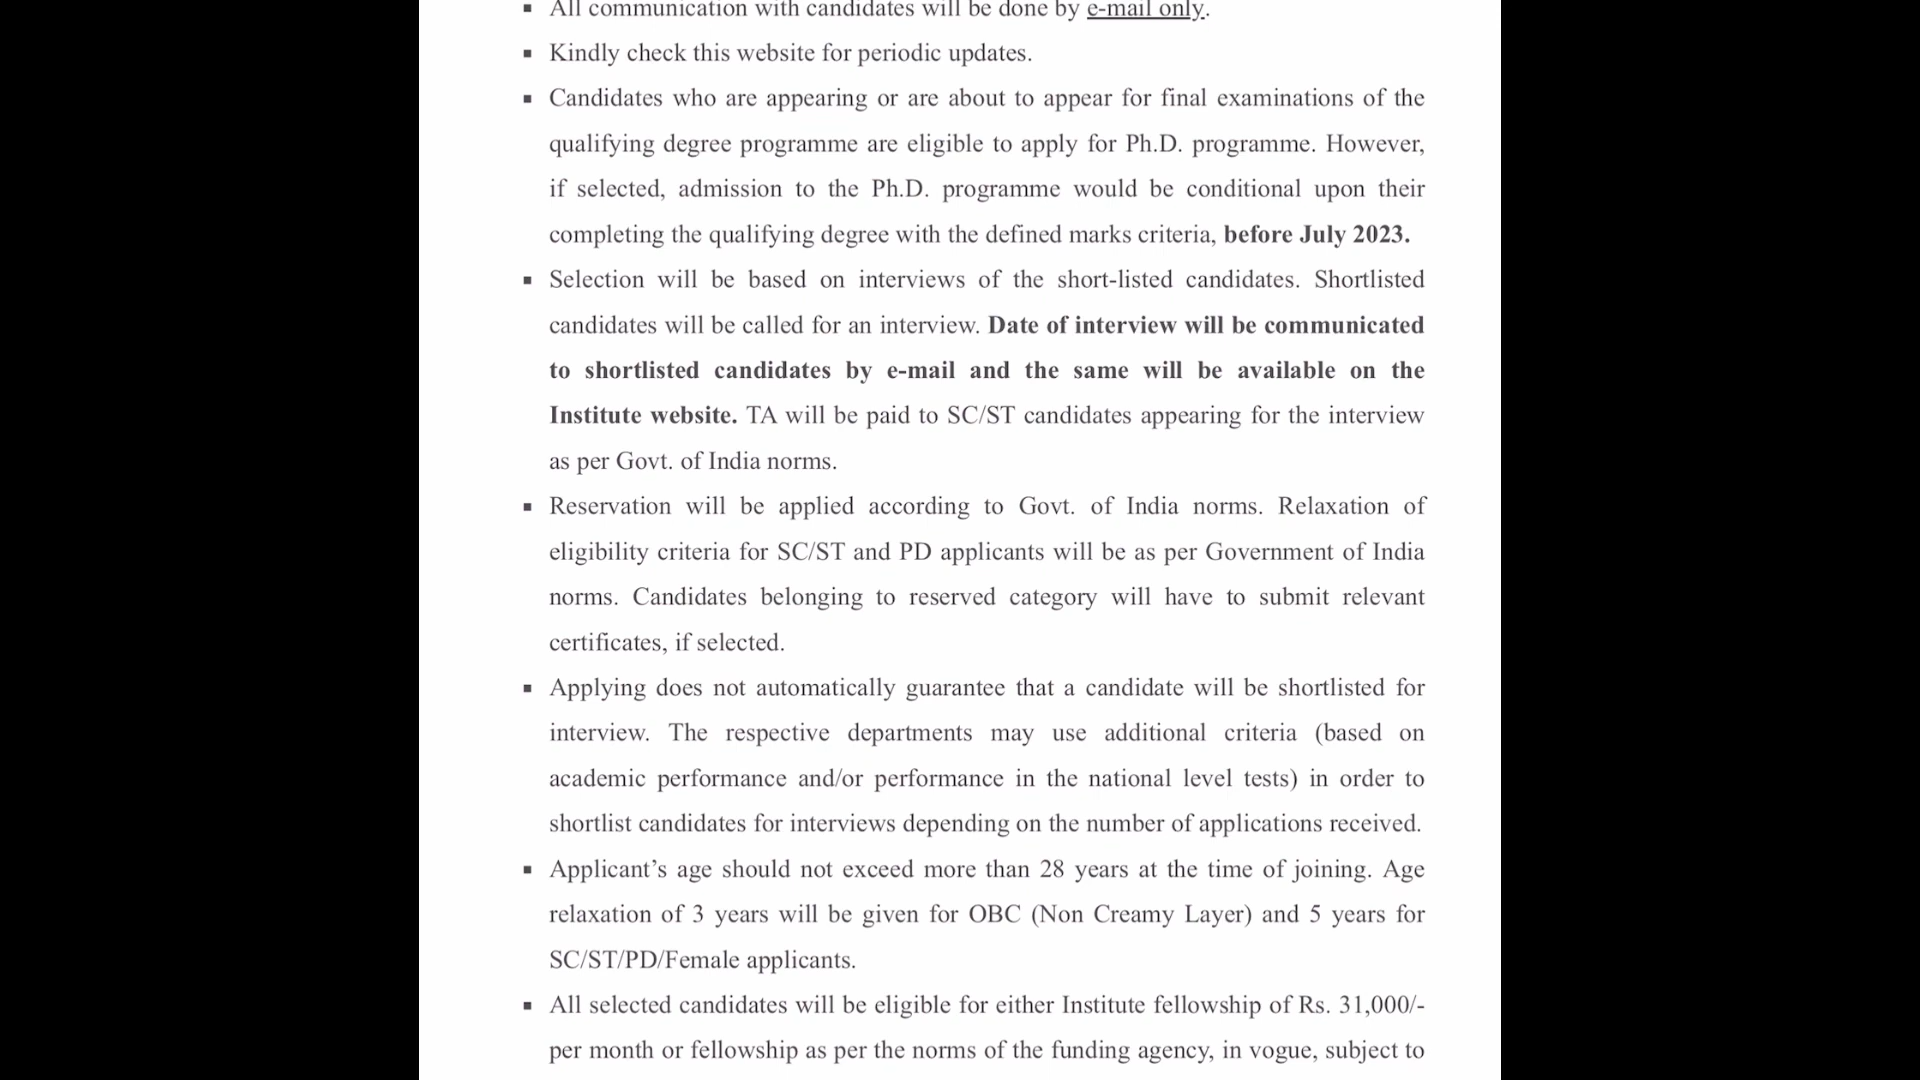 ▪ All communication with candidates will be done by e-mail only.
▪ Kindly check this website for periodic updates.
▪ Candidates who are appearing or are about to appear for final examinations of the
qualifying degree programme are eligible to apply for Ph.D. programme. However,
if selected, admission to the Ph.D. programme would be conditional upon their
completing the qualifying degree with the defined marks criteria, before July 2023.
▪ Selection will be based on interviews of the short-listed candidates. Shortlisted
candidates will be called for an interview. Date of interview will be communicated
to shortlisted candidates by e-mail and the same will be available on the
Institute website. TA will be paid to SC/ST candidates appearing for the interview
as per Govt. of India norms.
▪ Reservation will be applied according to Govt. of India norms. Relaxation of
eligibility criteria for SC/ST and PD applicants will be as per Government of India
norms. Candidates belonging to reserved category will have to submit relevant
certificates, if selected.
▪ Applying does not automatically guarantee that a candidate will be shortlisted for
interview. The respective departments may use additional criteria (based on
academic performance and/or performance in the national level tests) in order to
shortlist candidates for interviews depending on the number of applications received.
▪ Applicant’s age should not exceed more than 28 years at the time of joining. Age
relaxation of 3 years will be given for OBC (Non Creamy Layer) and 5 years for
SC/ST/PD/Female applicants.
▪ All selected candidates will be eligible for either Institute fellowship of Rs. 31,000/-
per month or fellowship as per the norms of the funding agency, in vogue, subject to